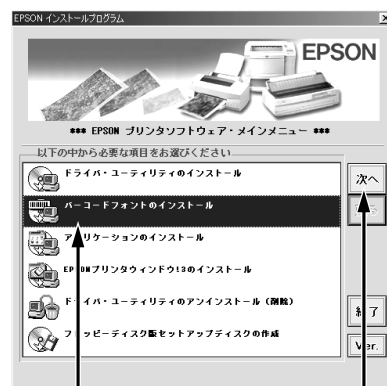 EPSON インストールプログラム
EPSON
*** EPSON プリンタソフトウェア・メインメニュー ***
以下の中から必要な項目をお選びください
ドライバ・ユーティリティのインストール
次へ
バーコードフォントのインストール
アプリケーションのインストール
EPSONプリンタウィンドウ!3のインストール
ドライバ・ユーティリティのアンインストール（削除）
終了
フロッピーディスク版セットアップディスクの作成
Ver.